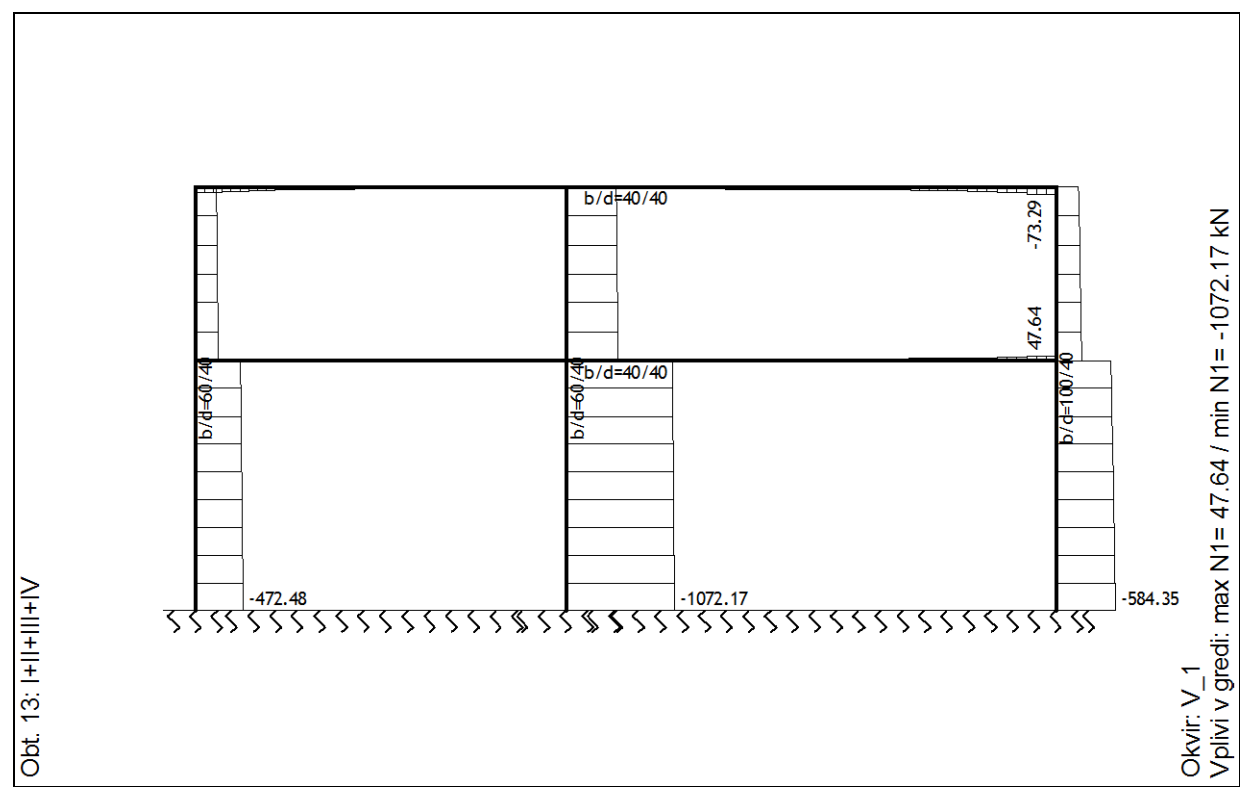 Obt. 13: I+II+III+IV
b/d=40/40
-73.29
47.64
b/d=60/40
b/d=60/40
b/d=40/40
b/d=100/40
-472.48
-1072.17
-584.35
Okvir: V_1
Vplivi v gredi: max N1= 47.64 / min N1= -1072.17 kN